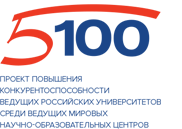 5100
ПРОЕКТ ПОВЫШЕНИЯ
КОНКУРЕНТОСПОСОБНОСТИ
ВЕДУЩИХ РОССИЙСКИХ УНИВЕРСИТЕТОВ
СРЕДИ ВЕДУЩИХ МИРОВЫХ
НАУЧНО-ОБРАЗОВАТЕЛЬНЫХ ЦЕНТРОВ